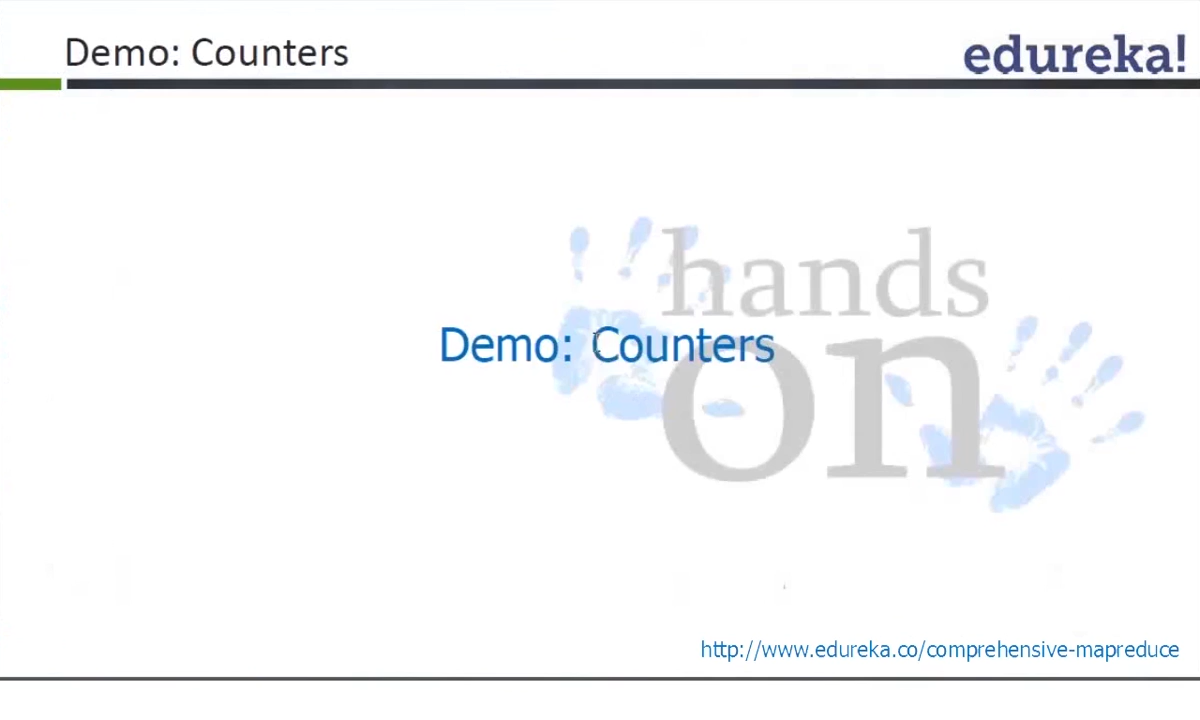 Demo: Counters
edureka!
hands
on
Demo: Counters
http://www.edureka.co/comprehensive-mapreduce